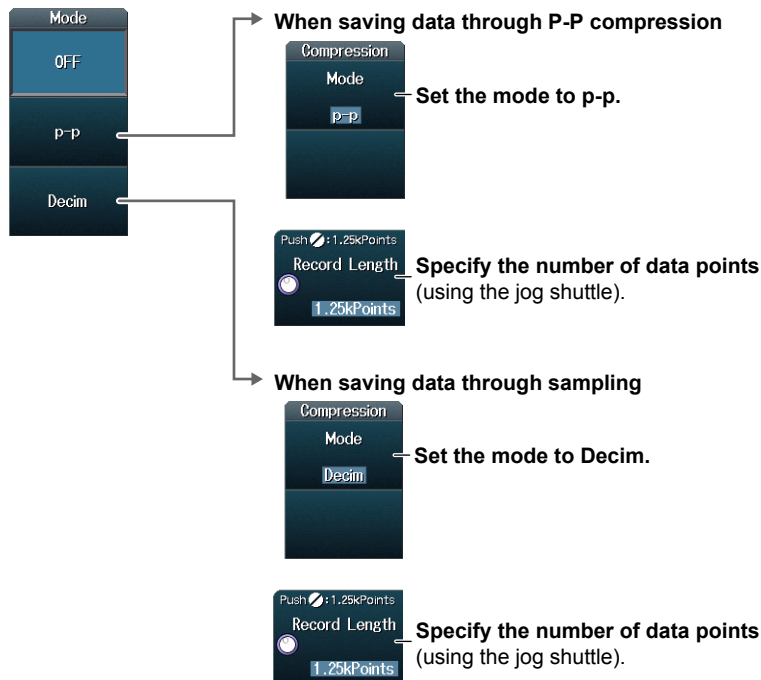 Mode
OFF
p-p
Decim
When saving data through P-P compression
Compression
Mode
p-p
Set the mode to p-p.
Push :1.25kPoints
Record Length
1.25kPoints
Specify the number of data points
(using the jog shuttle).
When saving data through sampling
Compression
Mode
Decim
Set the mode to Decim.
Push :1.25kPoints
Record Length
1.25kPoints
Specify the number of data points
(using the jog shuttle).